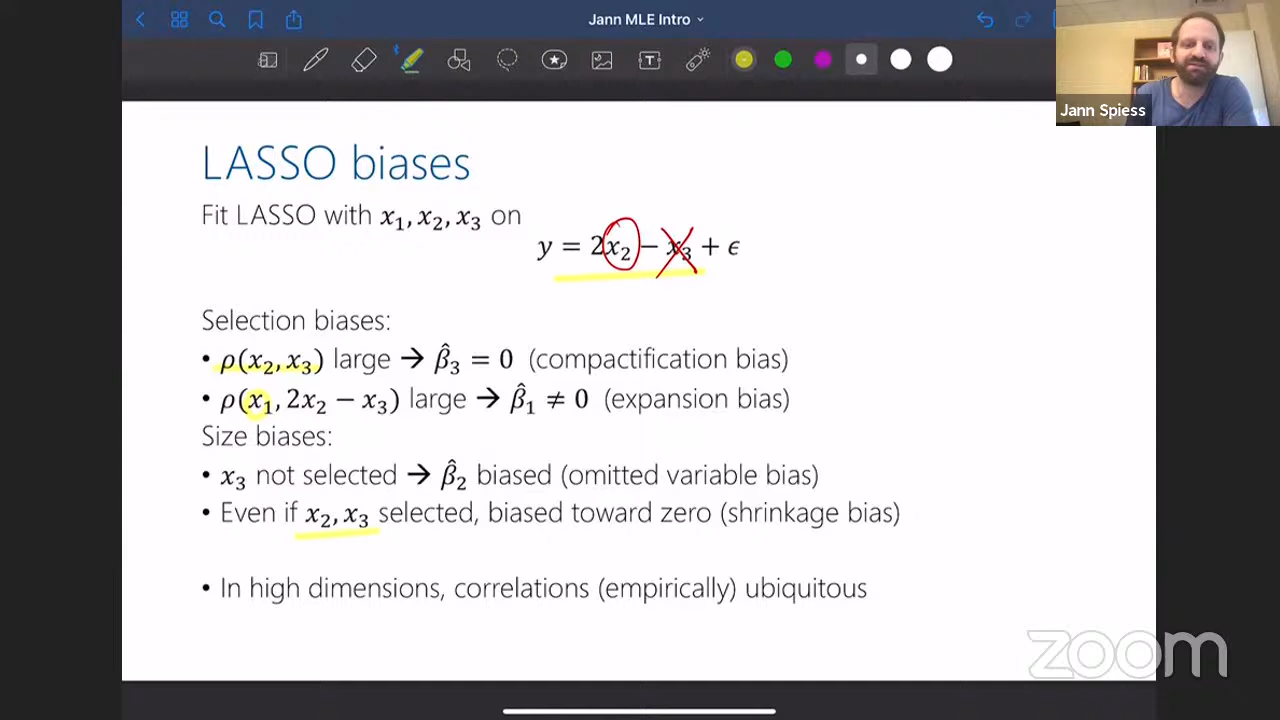 Jann MLE Intro
Jann Spiess
LASSO biases
Fit LASSO with x₁, x₂, x₃ on
y = 2x₂ − x₃ + ϵ
Selection biases:
• ρ(x₂, x₃) large → β̂₃ = 0 (compactification bias)
• ρ(x₁, 2x₂ − x₃) large → β̂₁ ≠ 0 (expansion bias)
Size biases:
• x₃ not selected → β̂₂ biased (omitted variable bias)
• Even if x₂, x₃ selected, biased toward zero (shrinkage bias)
• In high dimensions, correlations (empirically) ubiquitous
zoom